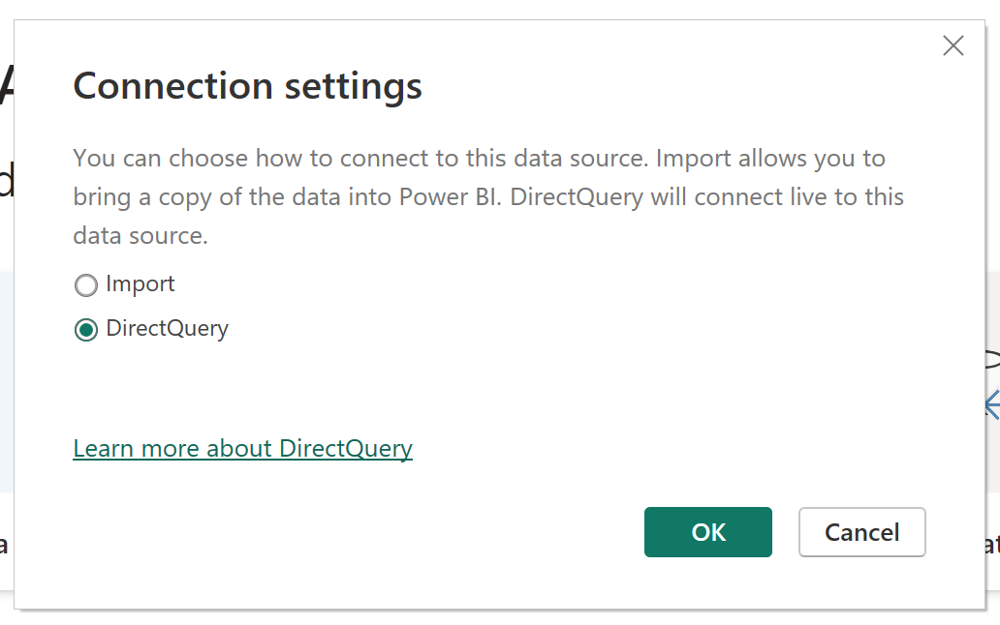 Connection settings
You can choose how to connect to this data source. Import allows you to
bring a copy of the data into Power BI. DirectQuery will connect live to this
data source.
Import
DirectQuery
Learn more about DirectQuery
OK
Cancel